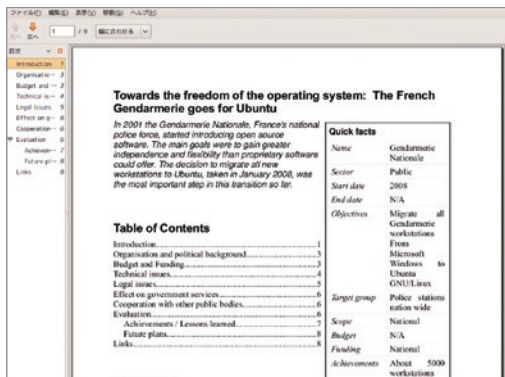 ファイル(F) 編集(E) 表示(V) 移動(G) ヘルプ(H)
前へ 次へ 1 / 9 幅に合わせる
目次
Introduction 1
Organisatio… 3
Budget and … 3
Technical is… 4
Legal issues 5
Effect on g… 6
Cooperation… 6
Evaluation 6
Achievem… 7
Future pl… 8
Links 8
Towards the freedom of the operating system: The French
Gendarmerie goes for Ubuntu
In 2001 the Gendarmerie Nationale, France's national
police force, started introducing open source
software. The main goals were to gain greater
independence and flexibility than proprietary software
could offer. The decision to migrate all new
workstations to Ubuntu, taken in January 2008, was
the most important step in this transition so far.
Table of Contents
Introduction 1
Organisation and political background 3
Budget and Funding 3
Technical issues 4
Legal issues 5
Effect on government services 6
Cooperation with other public bodies 6
Evaluation 6
Achievements / Lessons learned 7
Future plans 8
Links 8
Quick facts
Name Gendarmerie
Nationale
Sector Public
Start date 2008
End date N/A
Objectives Migrate all
Gendarmerie
workstations
From
Microsoft
Windows to
Ubuntu
GNU/Linux
Target group Police stations
nation wide
Scope National
Budget N/A
Funding National
Achievements About 5000
workstations